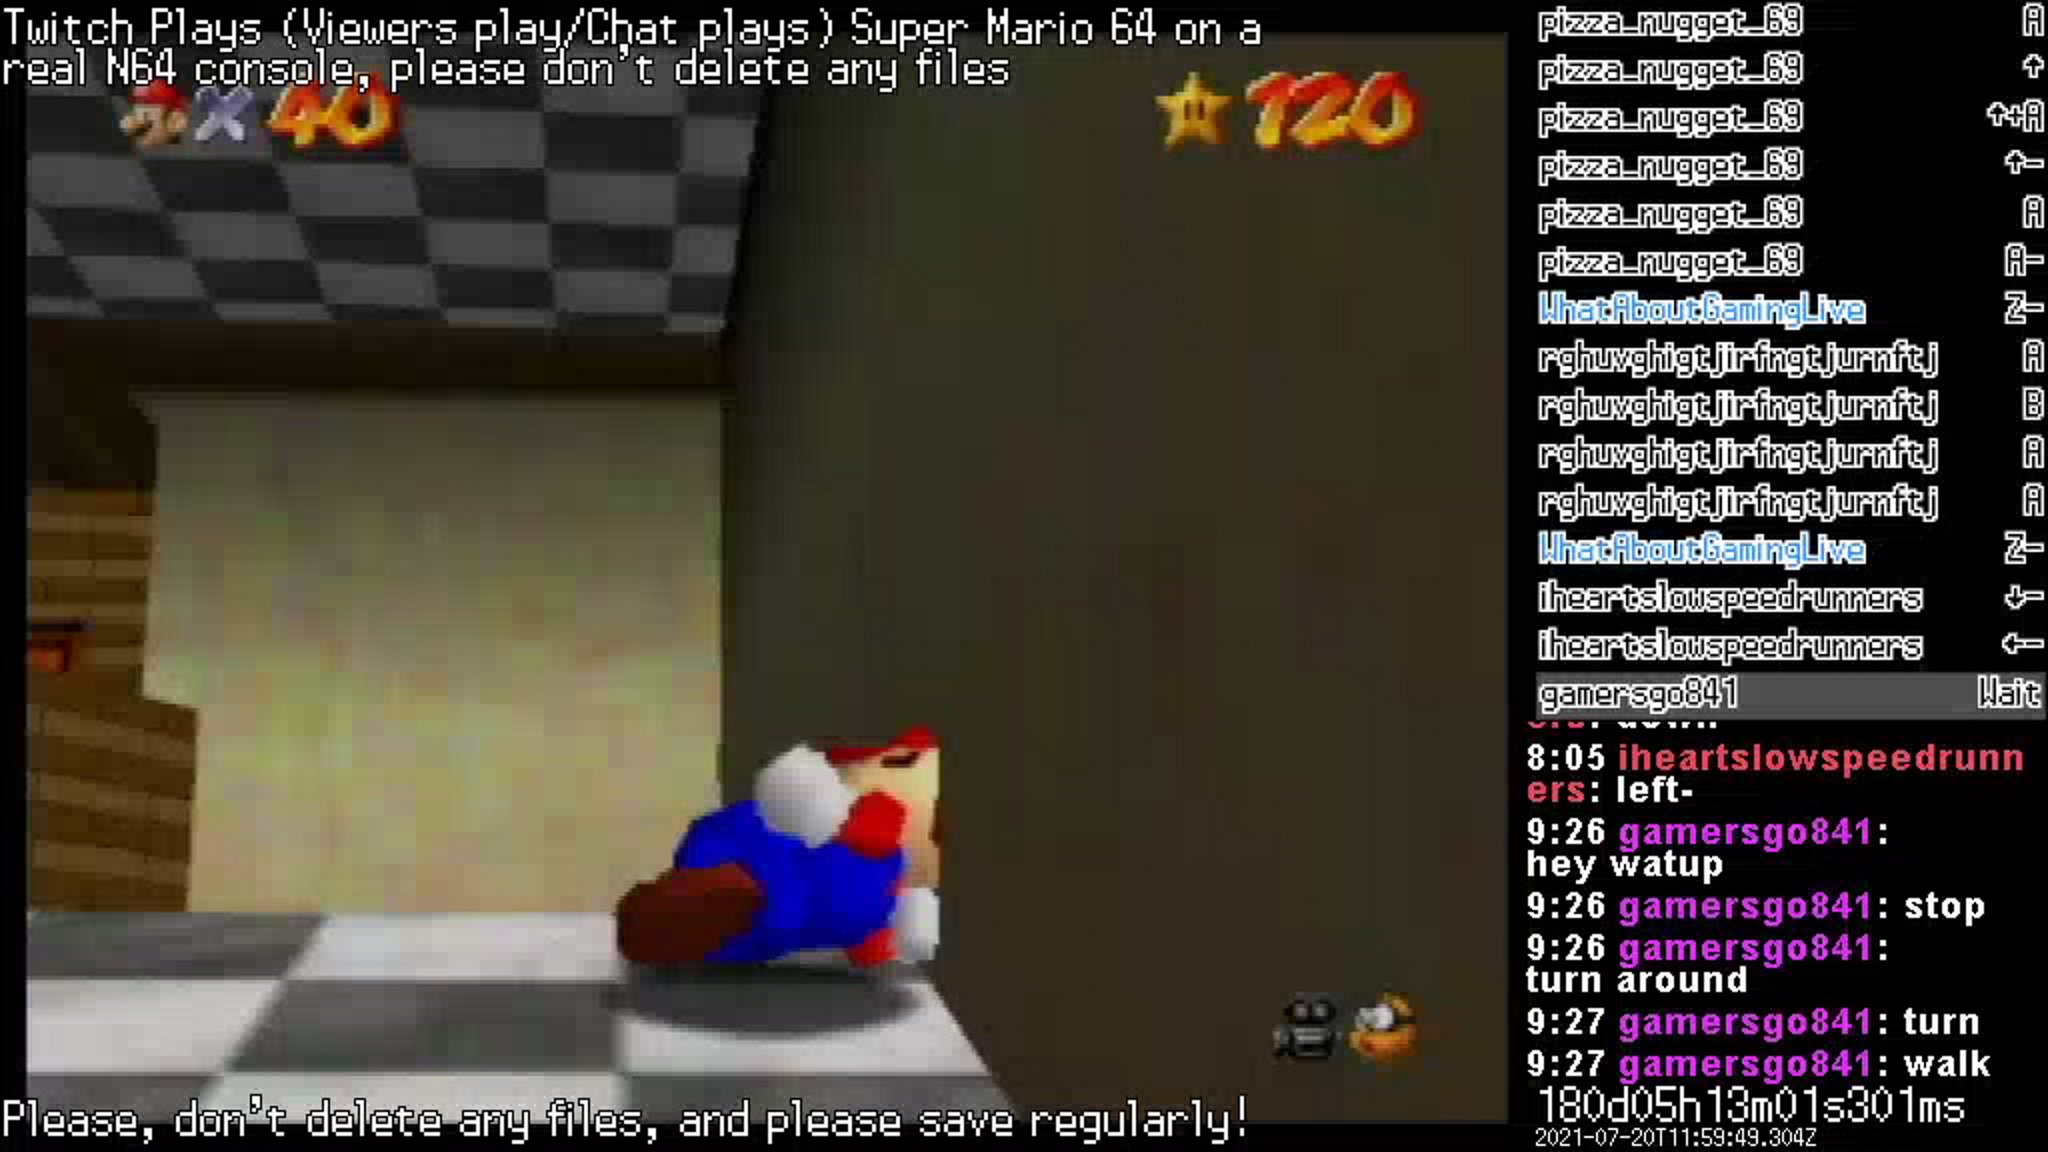 Twitch Plays (Viewers play/Chat plays) Super Mario 64 on a
real N64 console, please don't delete any files
× 40
120
pizza_nugget_69 A
pizza_nugget_69 ↑
pizza_nugget_69 ↑+A
pizza_nugget_69 ↑-
pizza_nugget_69 A
pizza_nugget_69 A-
WhatAboutGamingLive Z-
rghuvghigtjirfngtjurnftj A
rghuvghigtjirfngtjurnftj B
rghuvghigtjirfngtjurnftj A
rghuvghigtjirfngtjurnftj A
WhatAboutGamingLive Z-
iheartslowspeedrunners ↓-
iheartslowspeedrunners ←-
gamersgo841 Wait
ers: down
8:05 iheartslowspeedrunn
ers: left-
9:26 gamersgo841:
hey watup
9:26 gamersgo841: stop
9:26 gamersgo841:
turn around
9:27 gamersgo841: turn
9:27 gamersgo841: walk
180d05h13m01s301ms
2021-07-20T11:59:49.304Z
Please, don't delete any files, and please save regularly!